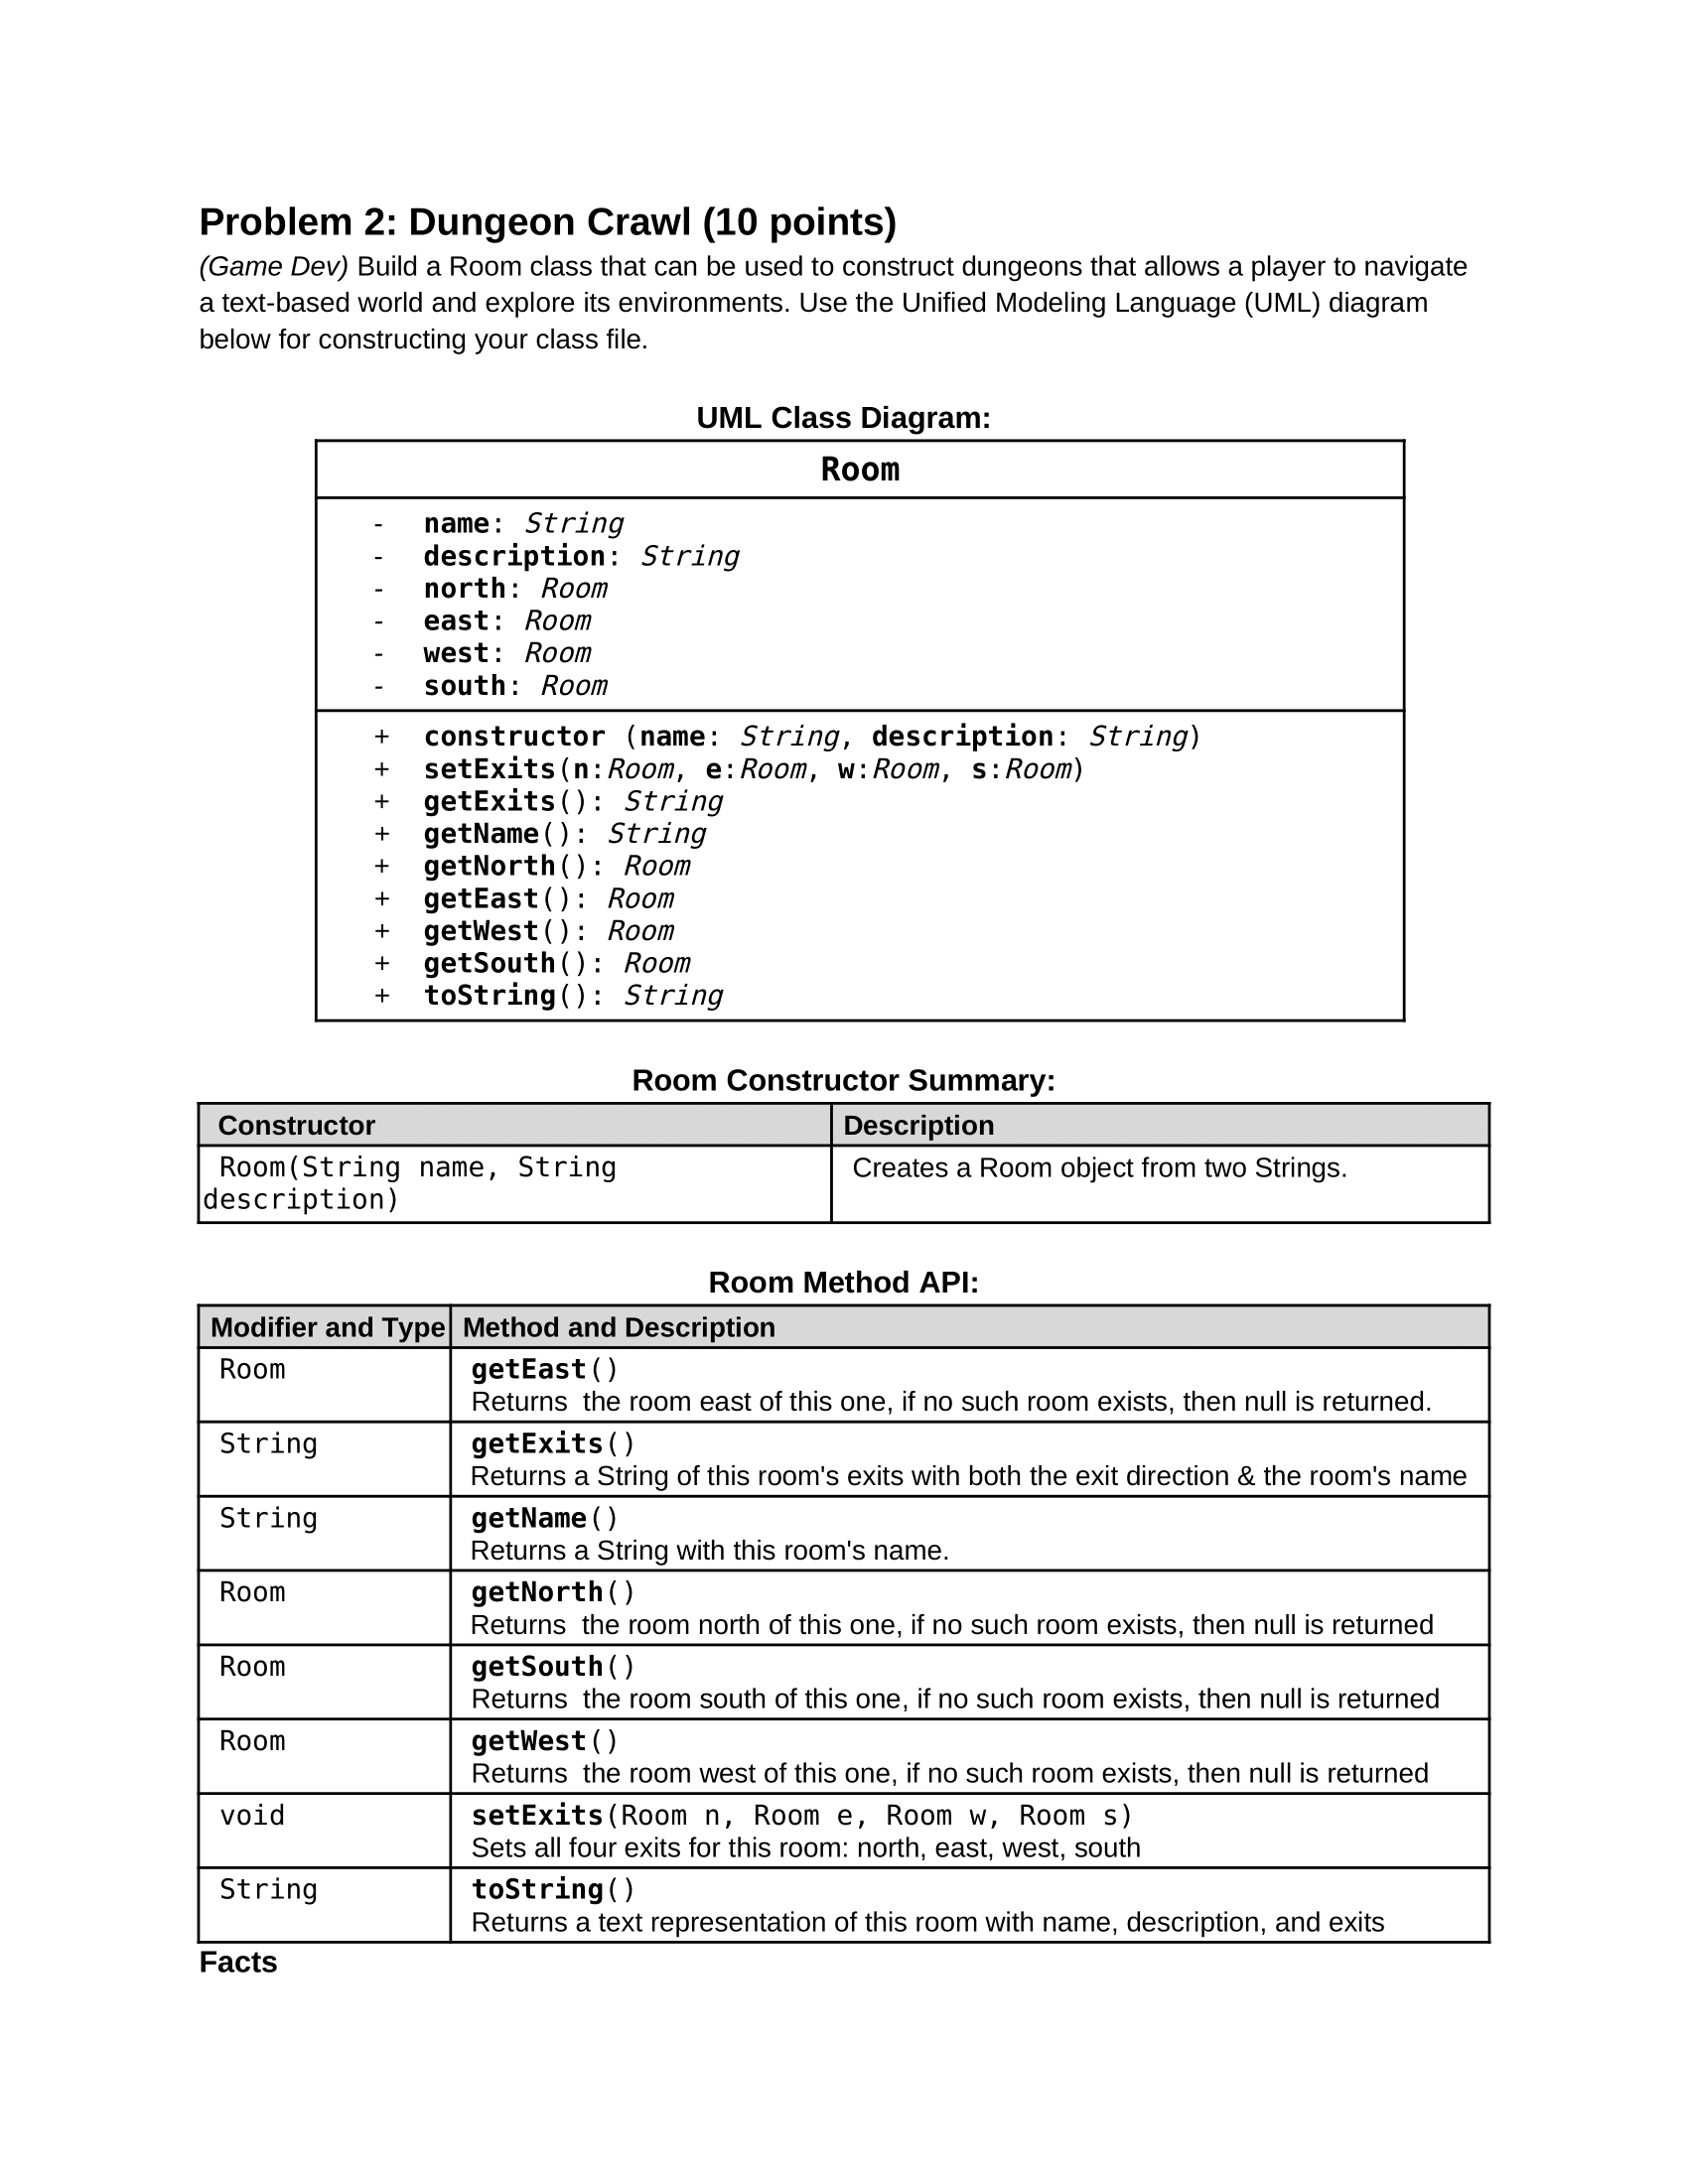 Problem 2: Dungeon Crawl (10 points)
(Game Dev) Build a Room class that can be used to construct dungeons that allows a player to navigate
a text-based world and explore its environments. Use the Unified Modeling Language (UML) diagram
below for constructing your class file.
UML Class Diagram:
Room
- name: String
- description: String
- north: Room
- east: Room
- west: Room
- south: Room
+ constructor (name: String, description: String)
+ setExits(n:Room, e:Room, w:Room, s:Room)
+ getExits(): String
+ getName(): String
+ getNorth(): Room
+ getEast(): Room
+ getWest(): Room
+ getSouth(): Room
+ toString(): String
Room Constructor Summary:
Constructor Description
Room(String name, String Creates a Room object from two Strings.
description)
Room Method API:
Modifier and Type Method and Description
Room getEast()
Returns  the room east of this one, if no such room exists, then null is returned.
String getExits()
Returns a String of this room's exits with both the exit direction & the room's name
String getName()
Returns a String with this room's name.
Room getNorth()
Returns  the room north of this one, if no such room exists, then null is returned
Room getSouth()
Returns  the room south of this one, if no such room exists, then null is returned
Room getWest()
Returns  the room west of this one, if no such room exists, then null is returned
void setExits(Room n, Room e, Room w, Room s)
Sets all four exits for this room: north, east, west, south
String toString()
Returns a text representation of this room with name, description, and exits
Facts